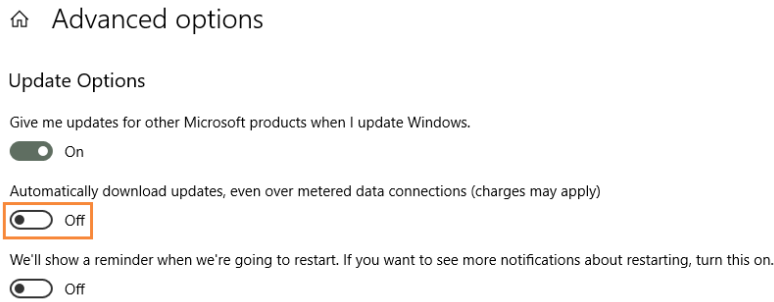 Advanced options
Update Options
Give me updates for other Microsoft products when I update Windows.
On
Automatically download updates, even over metered data connections (charges may apply)
Off
We'll show a reminder when we're going to restart. If you want to see more notifications about restarting, turn this on.
Off